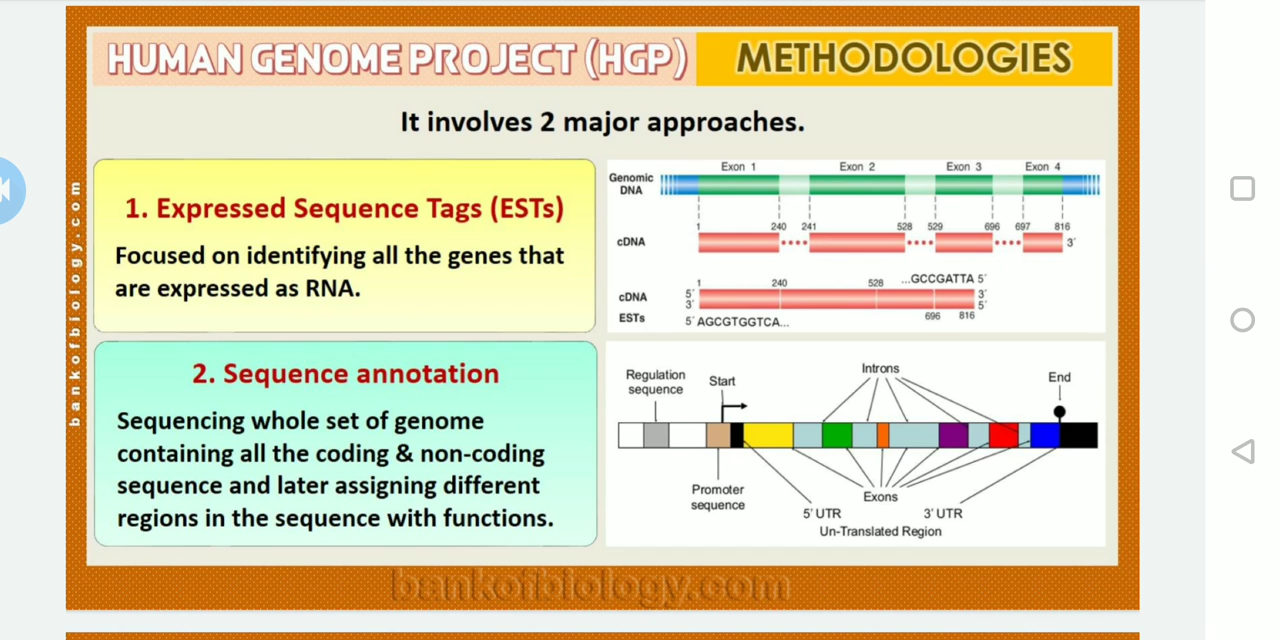 HUMAN GENOME PROJECT (HGP)
METHODOLOGIES
It involves 2 major approaches.
1. Expressed Sequence Tags (ESTs)
Focused on identifying all the genes that
are expressed as RNA.
Exon 1 Exon 2 Exon 3 Exon 4
Genomic
DNA
1 240 241 528 529 696 697 816
cDNA
3′
...GCCGATTA 5′
1 240 528
cDNA
5′ 3′
3′ 5′
696 816
ESTs
5′ AGCGTGGTCA...
2. Sequence annotation
Sequencing whole set of genome
containing all the coding & non-coding
sequence and later assigning different
regions in the sequence with functions.
Regulation
sequence
Start
Introns
End
Promoter
sequence
Exons
5′ UTR
3′ UTR
Un-Translated Region
bankofbiology.com
bankofbiology.com